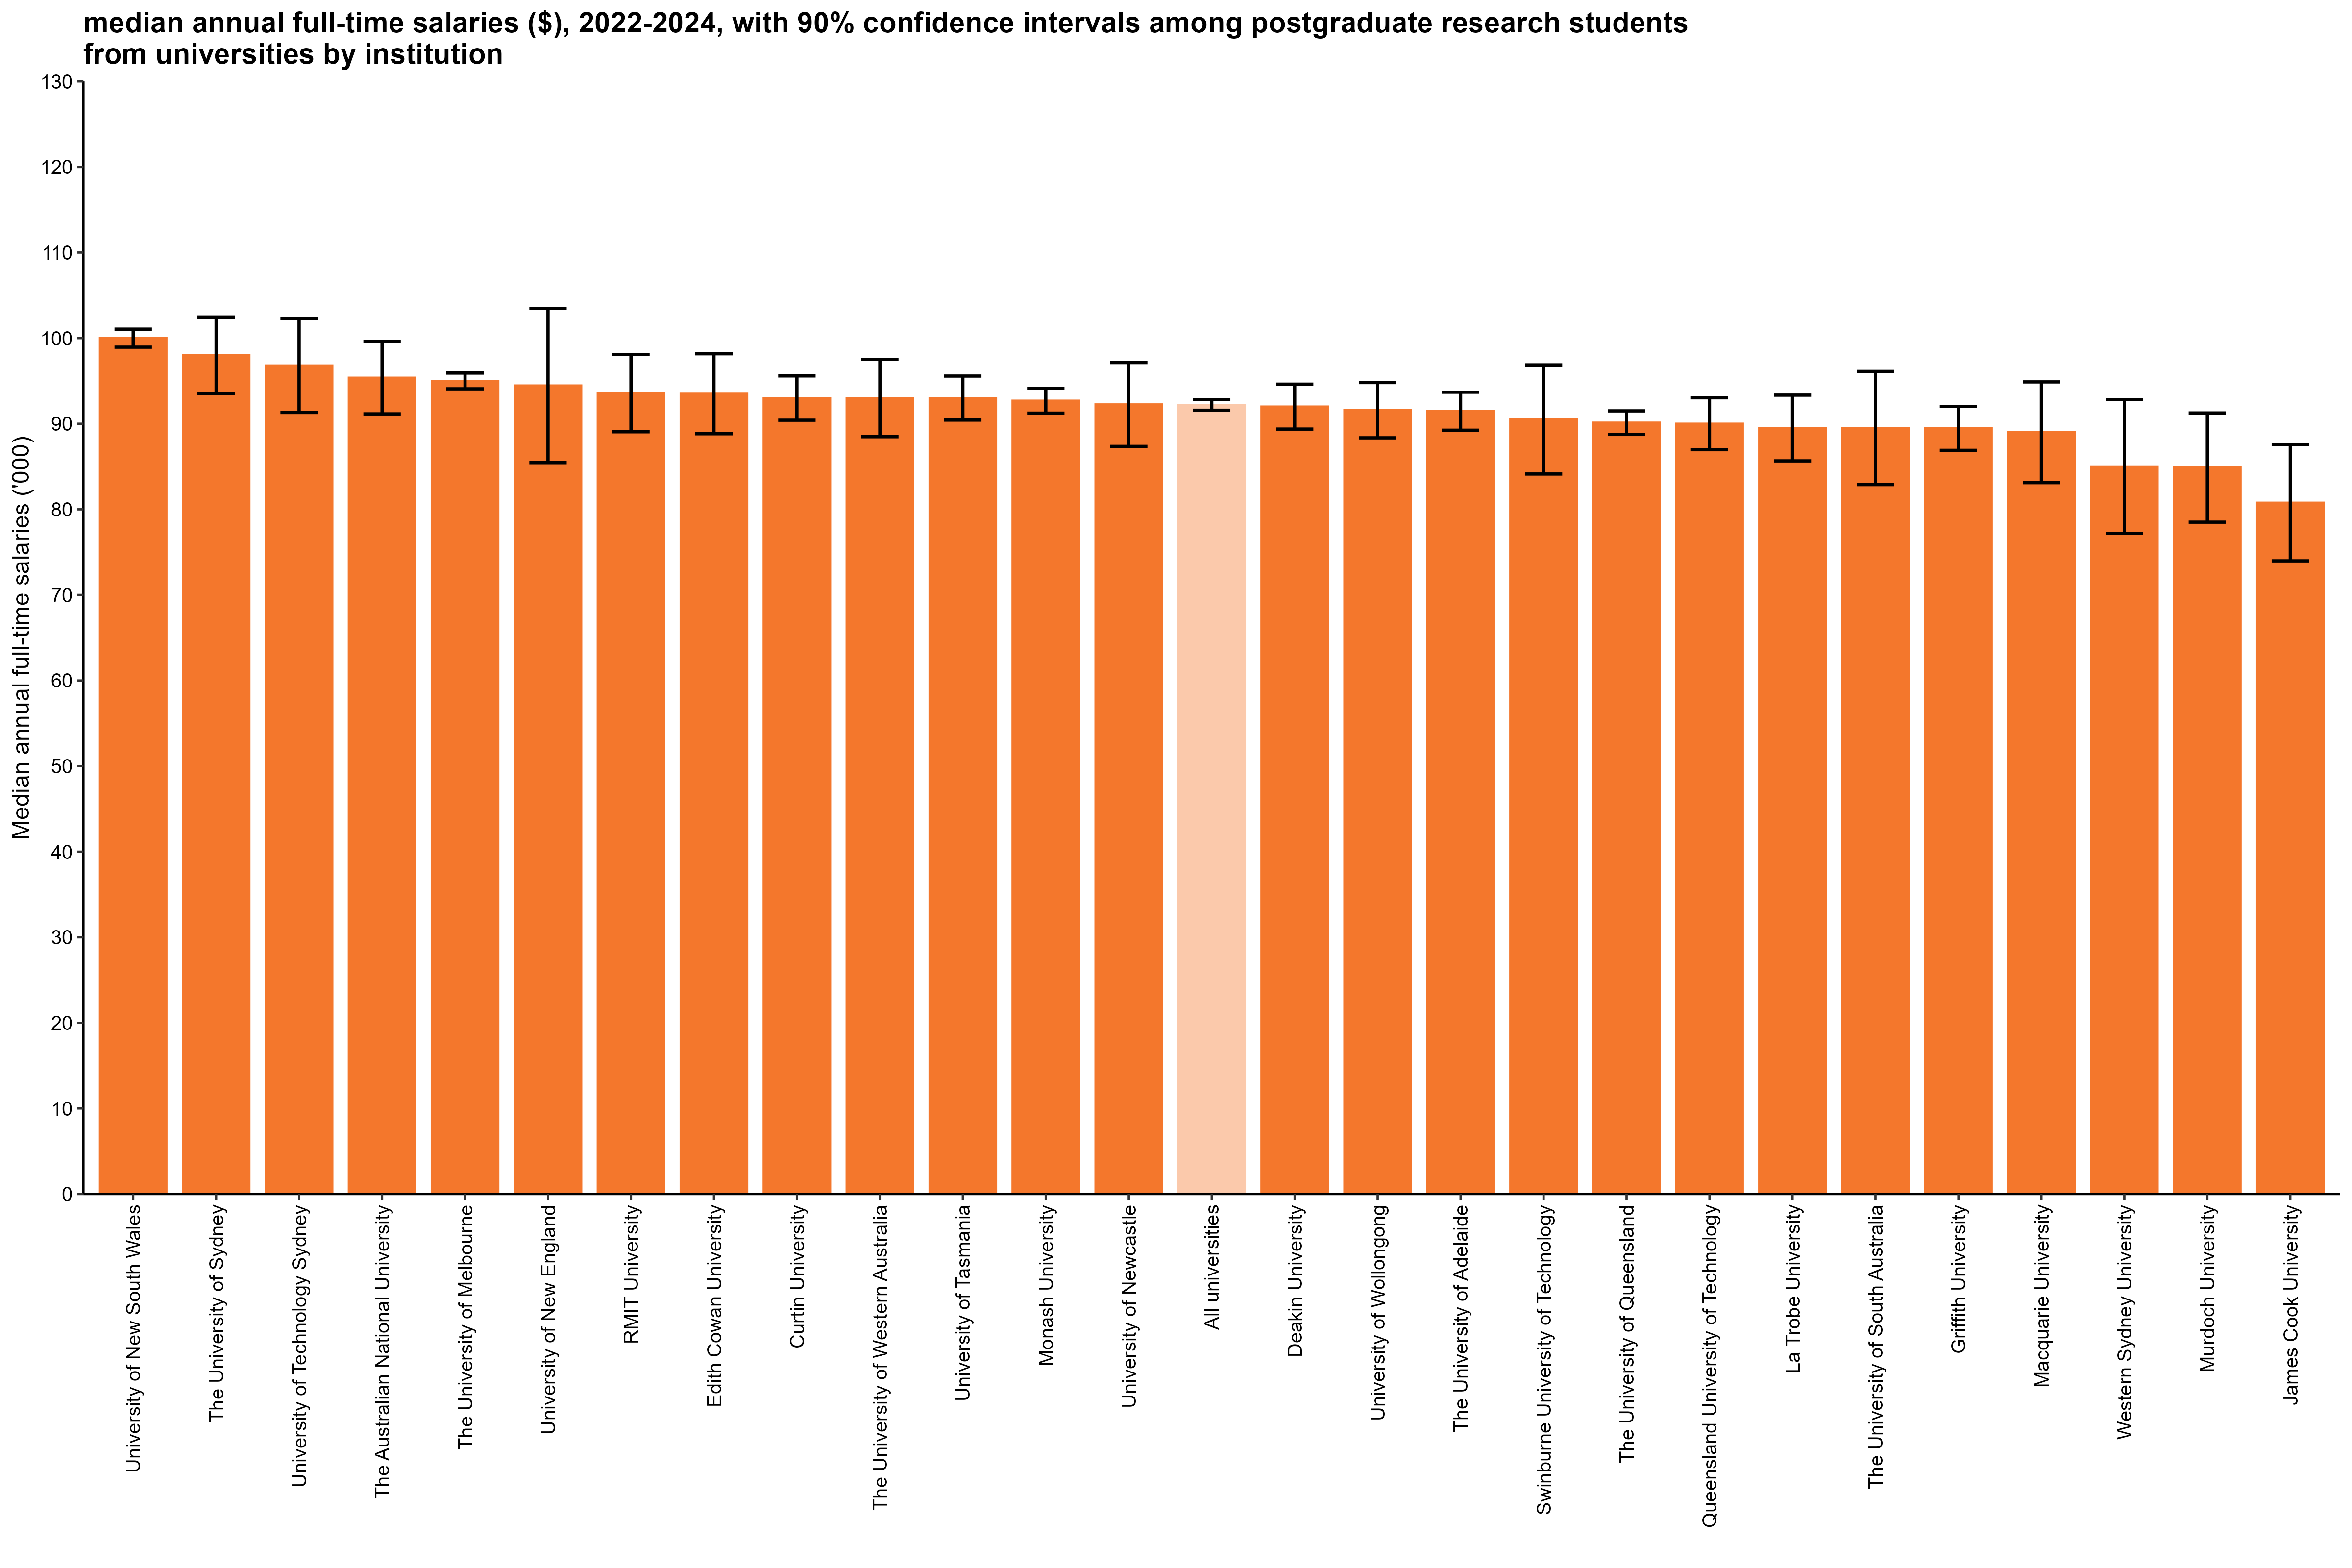 median annual full-time salaries ($), 2022-2024, with 90% confidence intervals among postgraduate research students
from universities by institution
Median annual full-time salaries ('000)
130
120
110
100
90
80
70
60
50
40
30
20
10
0
University of New South Wales
The University of Sydney
University of Technology Sydney
The Australian National University
The University of Melbourne
University of New England
RMIT University
Edith Cowan University
Curtin University
The University of Western Australia
University of Tasmania
Monash University
University of Newcastle
All universities
Deakin University
University of Wollongong
The University of Adelaide
Swinburne University of Technology
The University of Queensland
Queensland University of Technology
La Trobe University
The University of South Australia
Griffith University
Macquarie University
Western Sydney University
Murdoch University
James Cook University